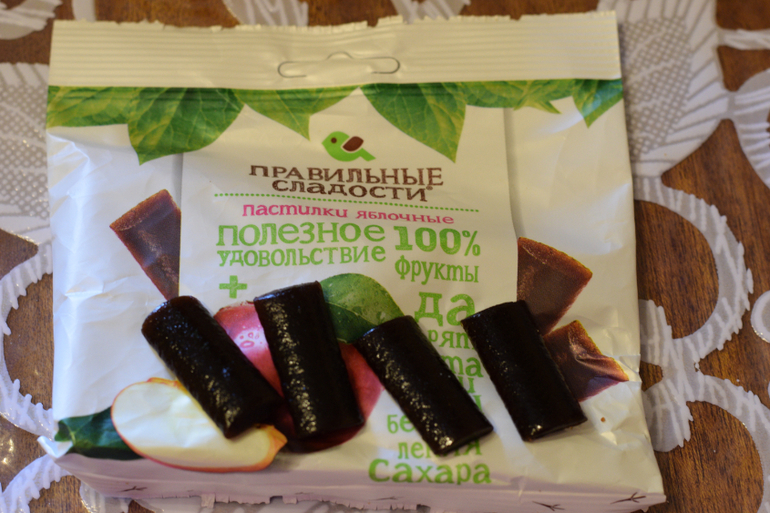 ПРАВИЛЬНЫЕ
СЛАДОСТИ®
ПАСТИЛКИ ЯБЛОЧНЫЕ
ПОЛЕЗНОЕ
УДОВОЛЬСТВИЕ
+
100%
ФРУКТЫ
да
Сахара